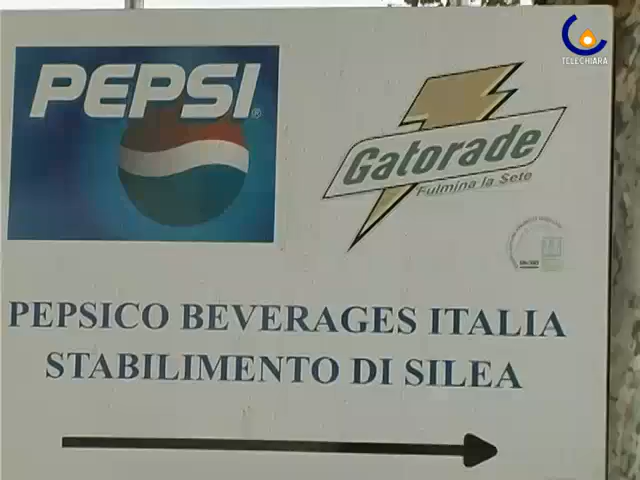 TELECHIARA
PEPSI®
Gatorade
Fulmina la Sete
PEPSICO BEVERAGES ITALIA
STABILIMENTO DI SILEA